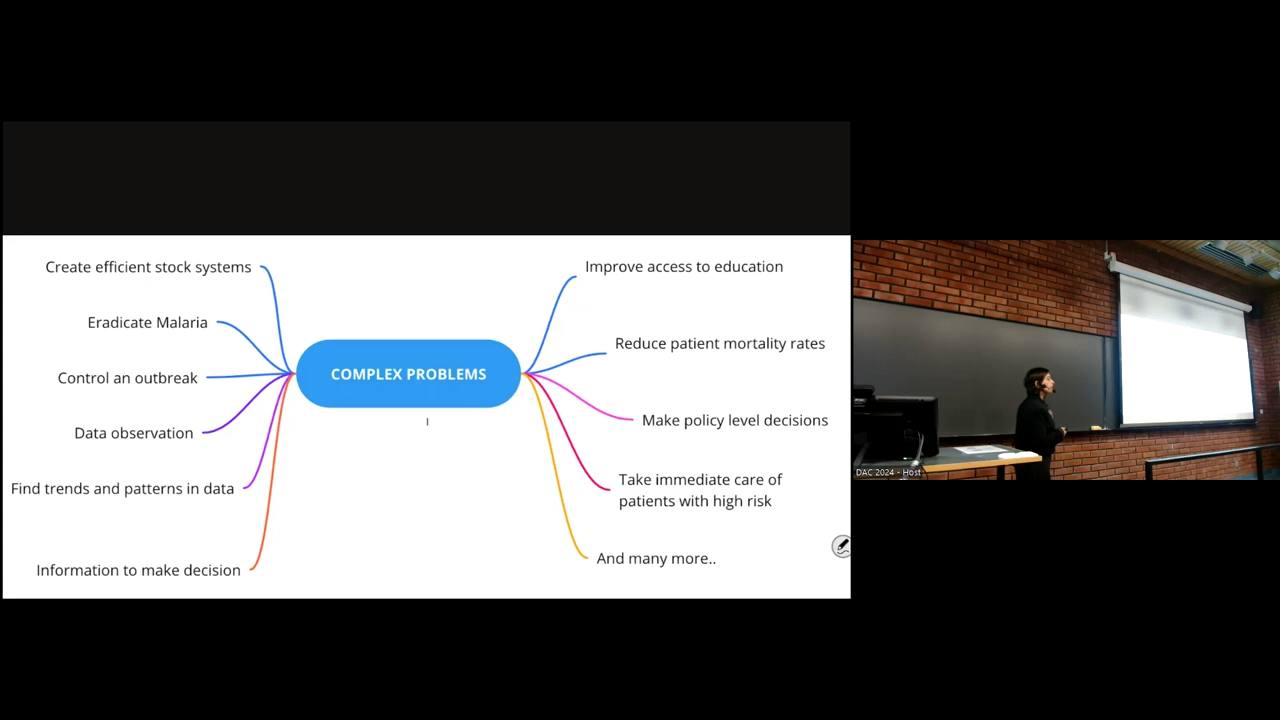 Create efficient stock systems
Eradicate Malaria
Control an outbreak
Data observation
Find trends and patterns in data
Information to make decision
COMPLEX PROBLEMS
Improve access to education
Reduce patient mortality rates
Make policy level decisions
Take immediate care of
patients with high risk
And many more..
DAC 2024 - Host